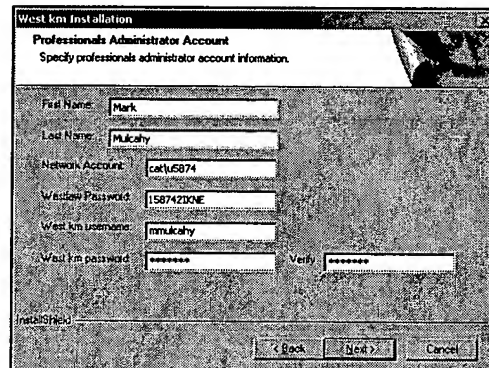 West km Installation
Professionals Administrator Account
Specify professionals administrator account information.
First Name: Mark
Last Name: Mulcahy
Network Account: cat\u5874
Westlaw Password: 158742IXNE
West km username: mmulcahy
West km password: ******* Verify *******
InstallShield
< Back Next > Cancel